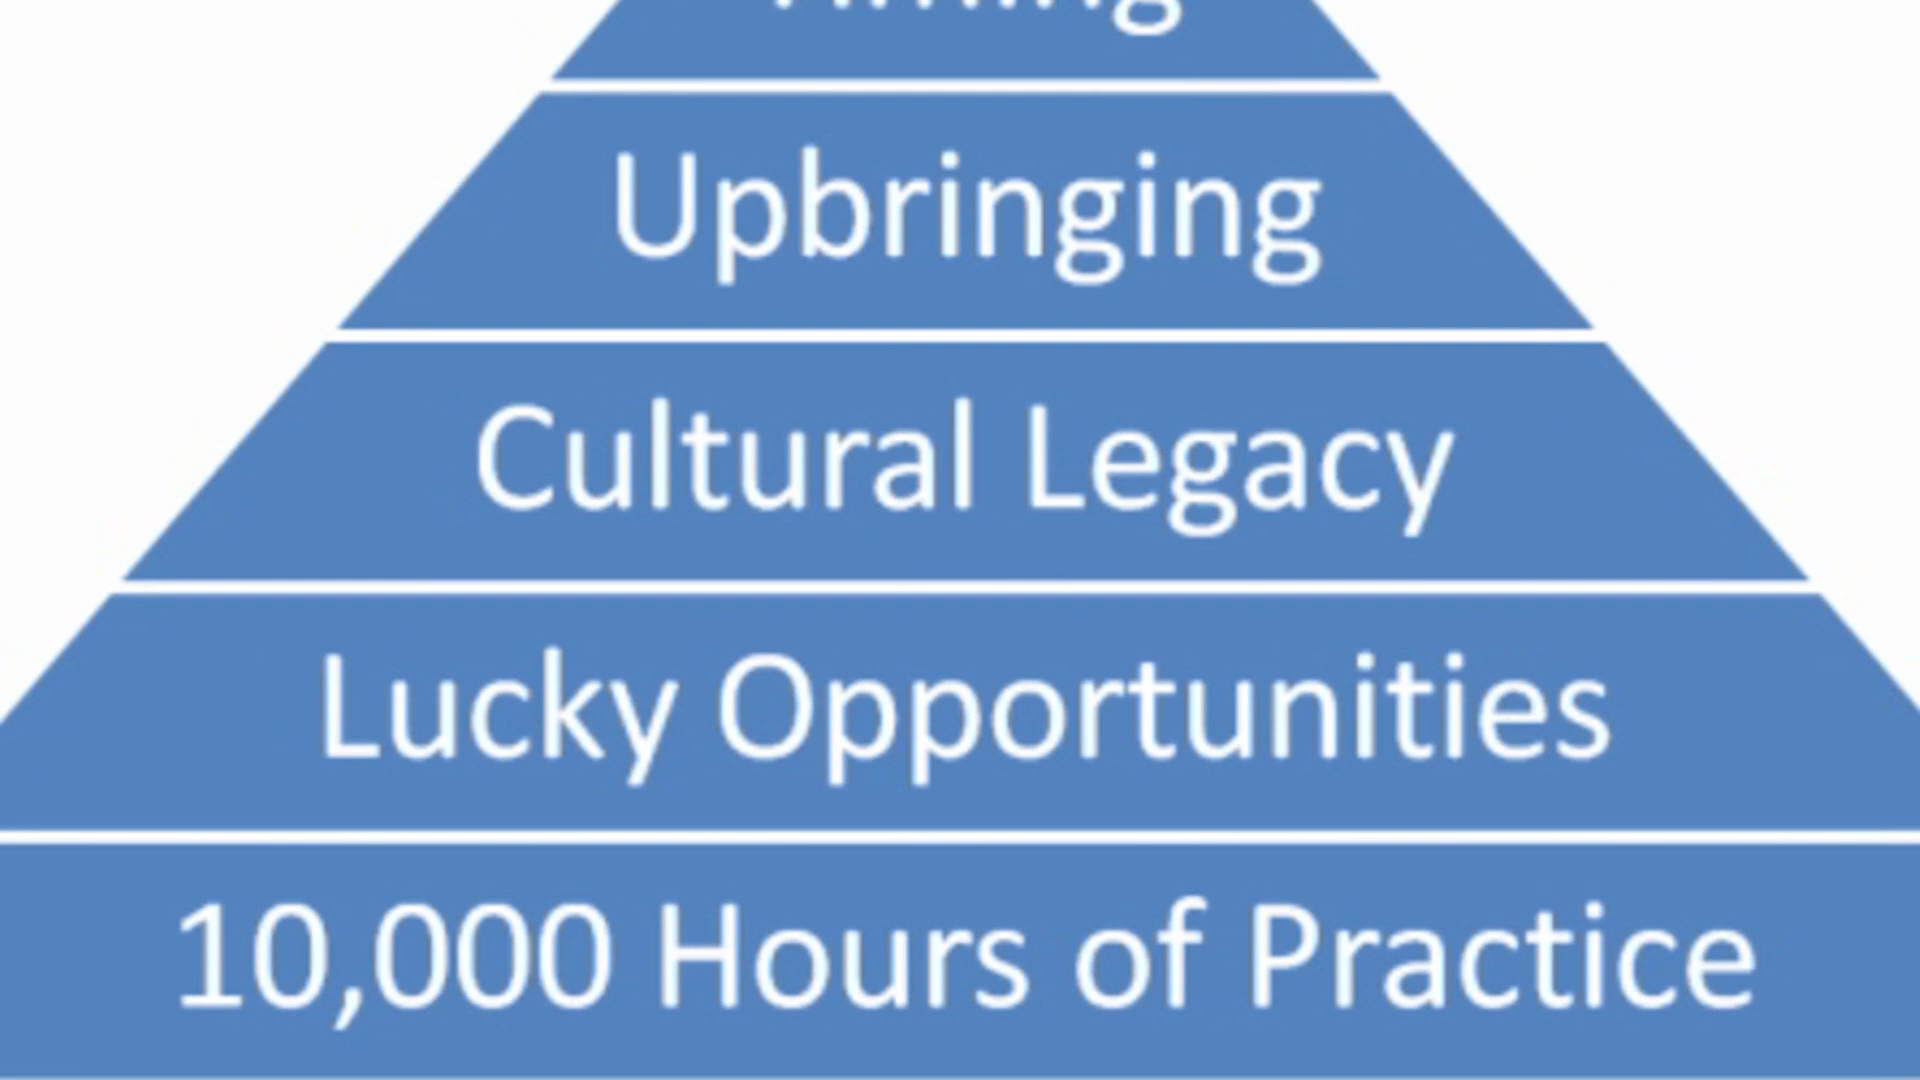 Upbringing
Cultural Legacy
Lucky Opportunities
10,000 Hours of Practice